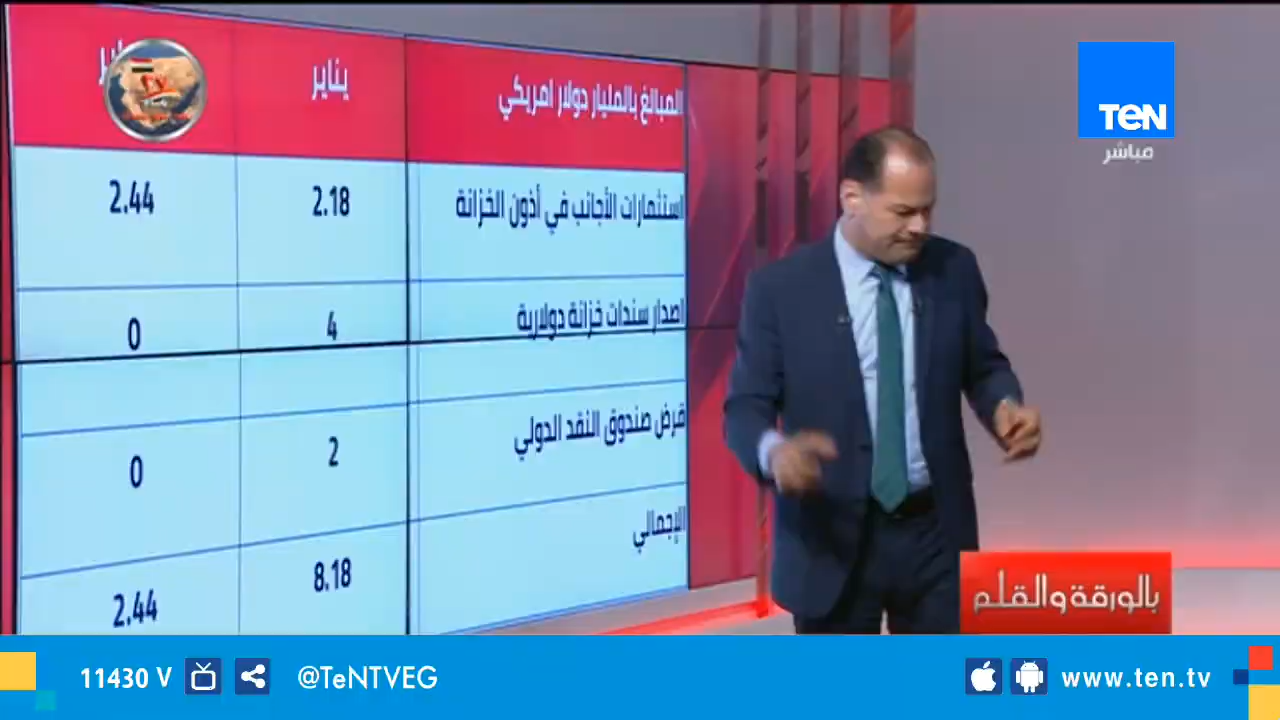 المبالغ بالمليار دولار امريكي
يناير
استثمارات الأجانب في أذون الخزانة
2.18
2.44
اصدار سندات خزانة دولارية
4
0
قرض صندوق النقد الدولي
2
0
الإجمالي
8.18
2.44
TEN
مباشر
بالورقة والقلم
11430 V
@TeNTVEG
www.ten.tv